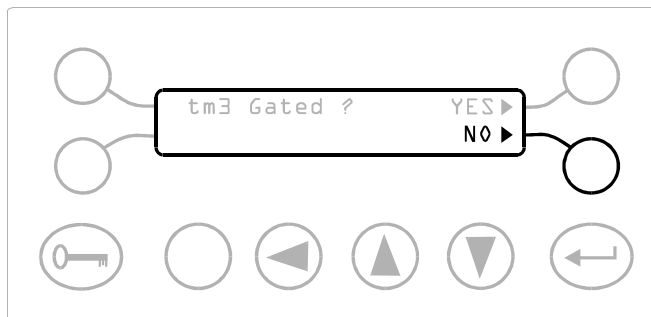 tm3 Gated ? YES
NO